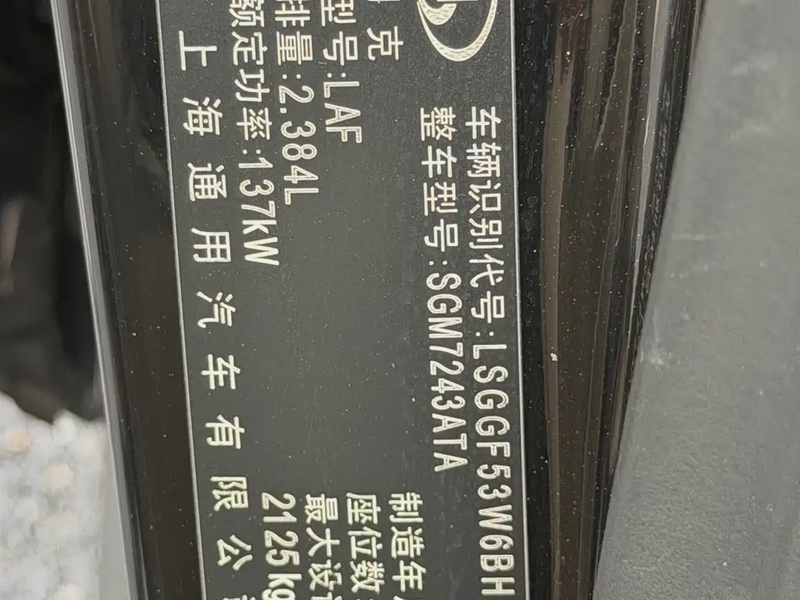 车辆识别代号:LSGGF53W6BH
整车型号:SGM7243ATA
克
型号:LAF
排量:2.384L
额定功率:137kW
制造年
座位数
最大设
2125kg
上海通用汽车有限公